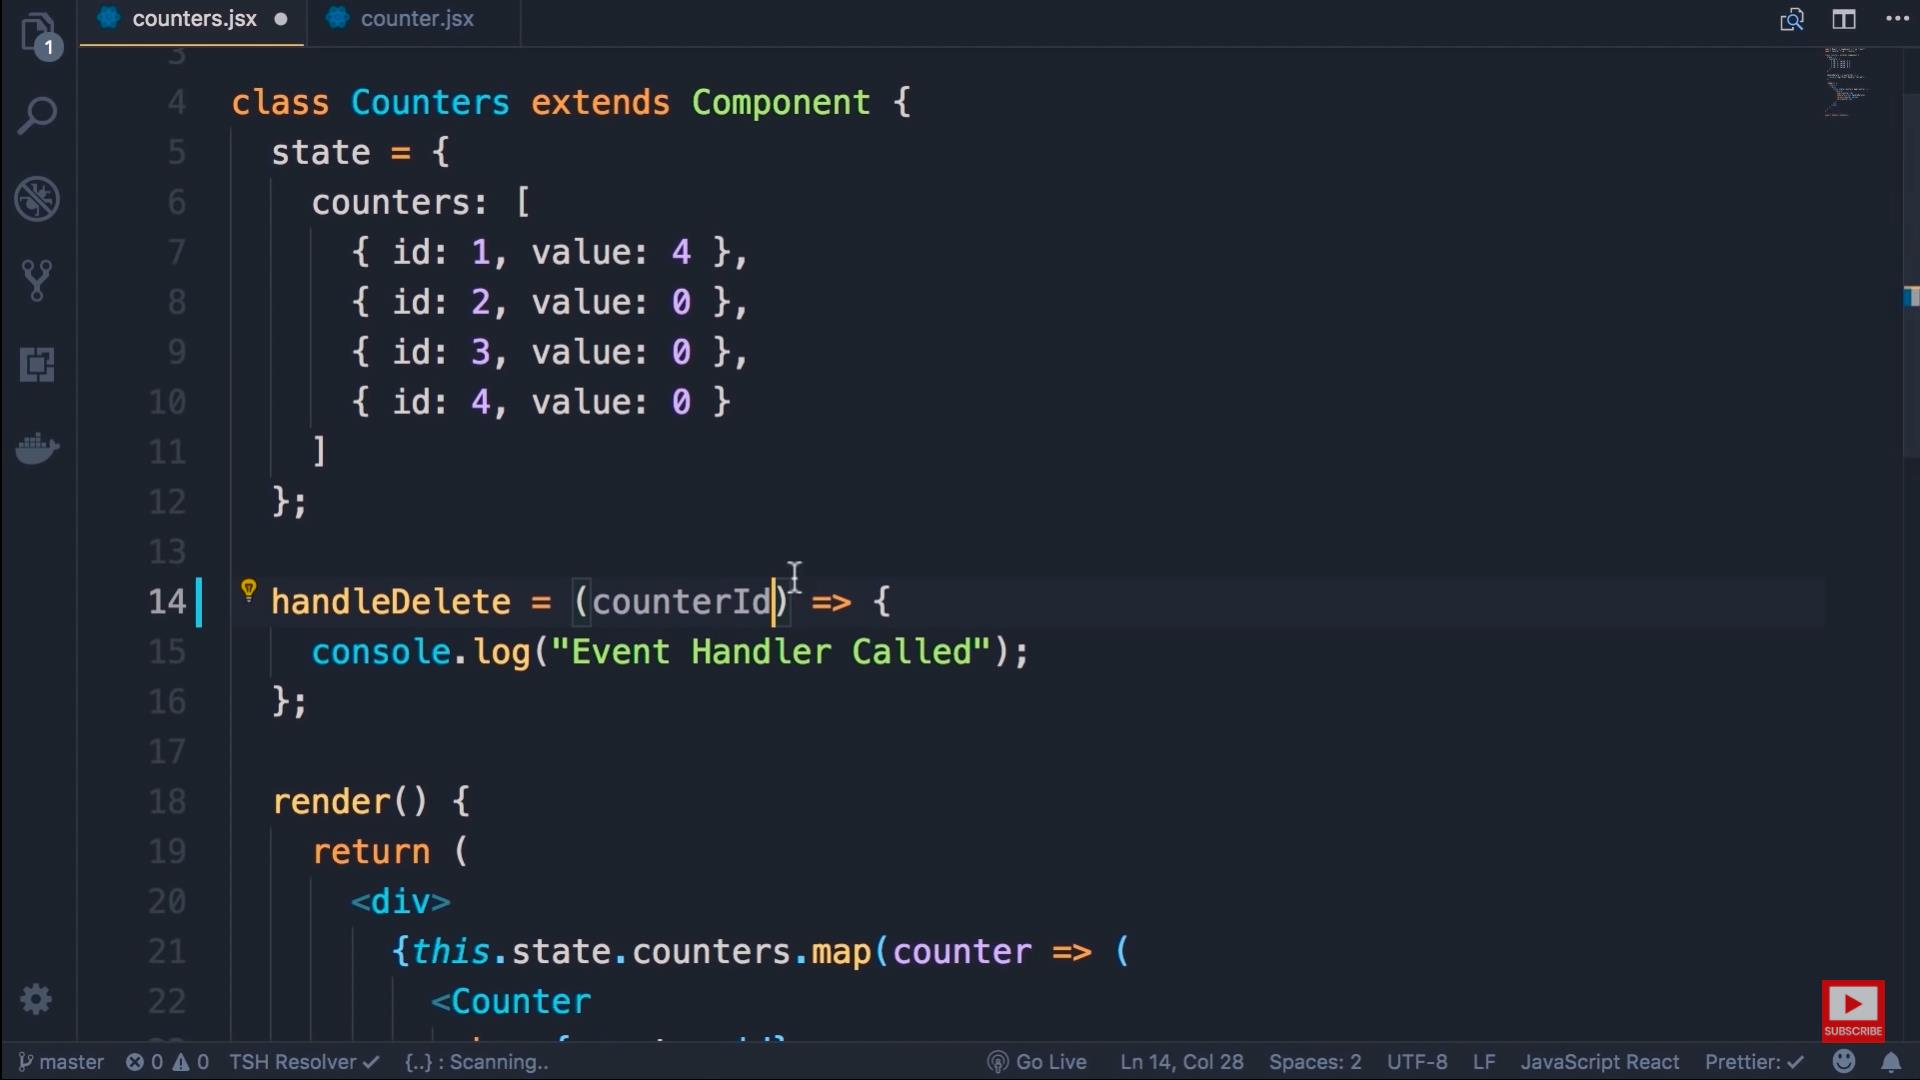 counters.jsx
counter.jsx
1
3
4 class Counters extends Component {
5 state = {
6 counters: [
7 { id: 1, value: 4 },
8 { id: 2, value: 0 },
9 { id: 3, value: 0 },
10 { id: 4, value: 0 }
11 ]
12 };
13
14 handleDelete = (counterId) => {
15 console.log("Event Handler Called");
16 };
17
18 render() {
19 return (
20 <div>
21 {this.state.counters.map(counter => (
22 <Counter
SUBSCRIBE
master 0 0 TSH Resolver ✓ {..} : Scanning.. Go Live Ln 14, Col 28 Spaces: 2 UTF-8 LF JavaScript React Prettier: ✓